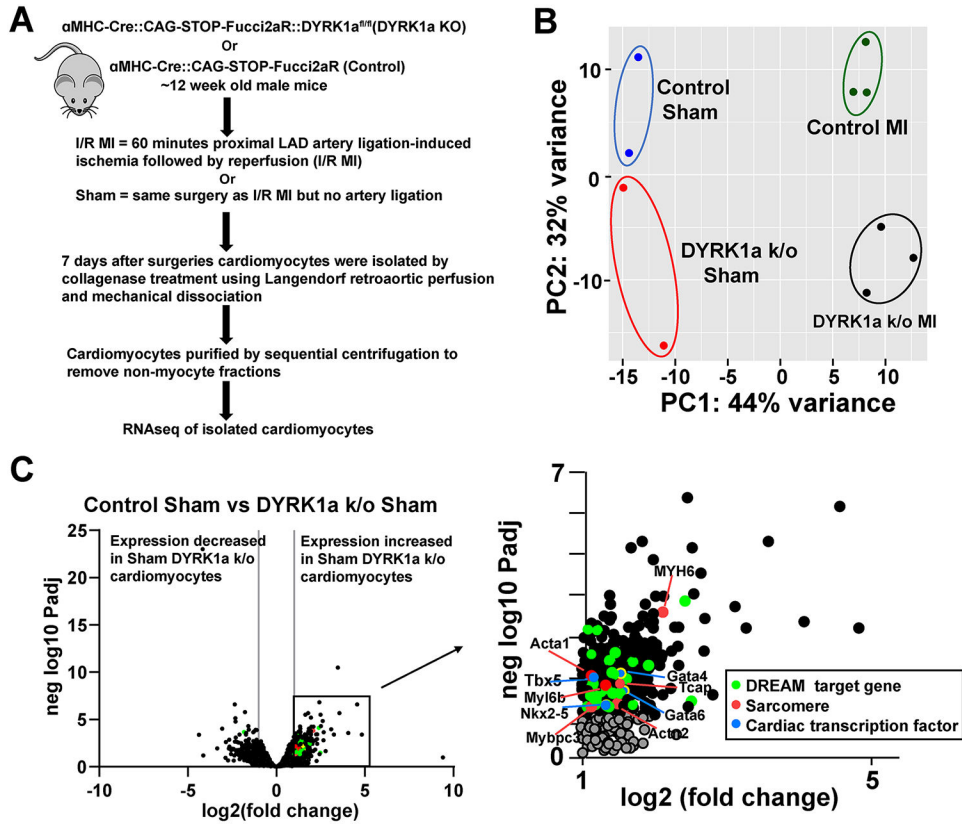 A
αMHC-Cre::CAG-STOP-Fucci2aR::DYRK1a^fl/fl(DYRK1a KO)
Or
αMHC-Cre::CAG-STOP-Fucci2aR (Control)
~12 week old male mice
I/R MI = 60 minutes proximal LAD artery ligation-induced
ischemia followed by reperfusion (I/R MI)
Or
Sham = same surgery as I/R MI but no artery ligation
7 days after surgeries cardiomyocytes were isolated by
collagenase treatment using Langendorf retroaortic perfusion
and mechanical dissociation
Cardiomyocytes purified by sequential centrifugation to
remove non-myocyte fractions
RNAseq of isolated cardiomyocytes
B
PC2: 32% variance
10
0
-10
Control
Sham
Control MI
DYRK1a k/o
Sham
DYRK1a k/o MI
-15
-10
-5
0
5
10
PC1: 44% variance
C
Control Sham vs DYRK1a k/o Sham
neg log10 Padj
25
20
15
10
5
0
Expression decreased
in Sham DYRK1a k/o
cardiomyocytes
Expression increased
in Sham DYRK1a k/o
cardiomyocytes
-10
-5
0
5
10
log2(fold change)
neg log10 Padj
7
0
MYH6
Acta1
Tbx5
Myl6b
Nkx2-5
Mybpc3
Gata4
Tcap
Gata6
Actn2
DREAM target gene
Sarcomere
Cardiac transcription factor
1
5
log2 (fold change)